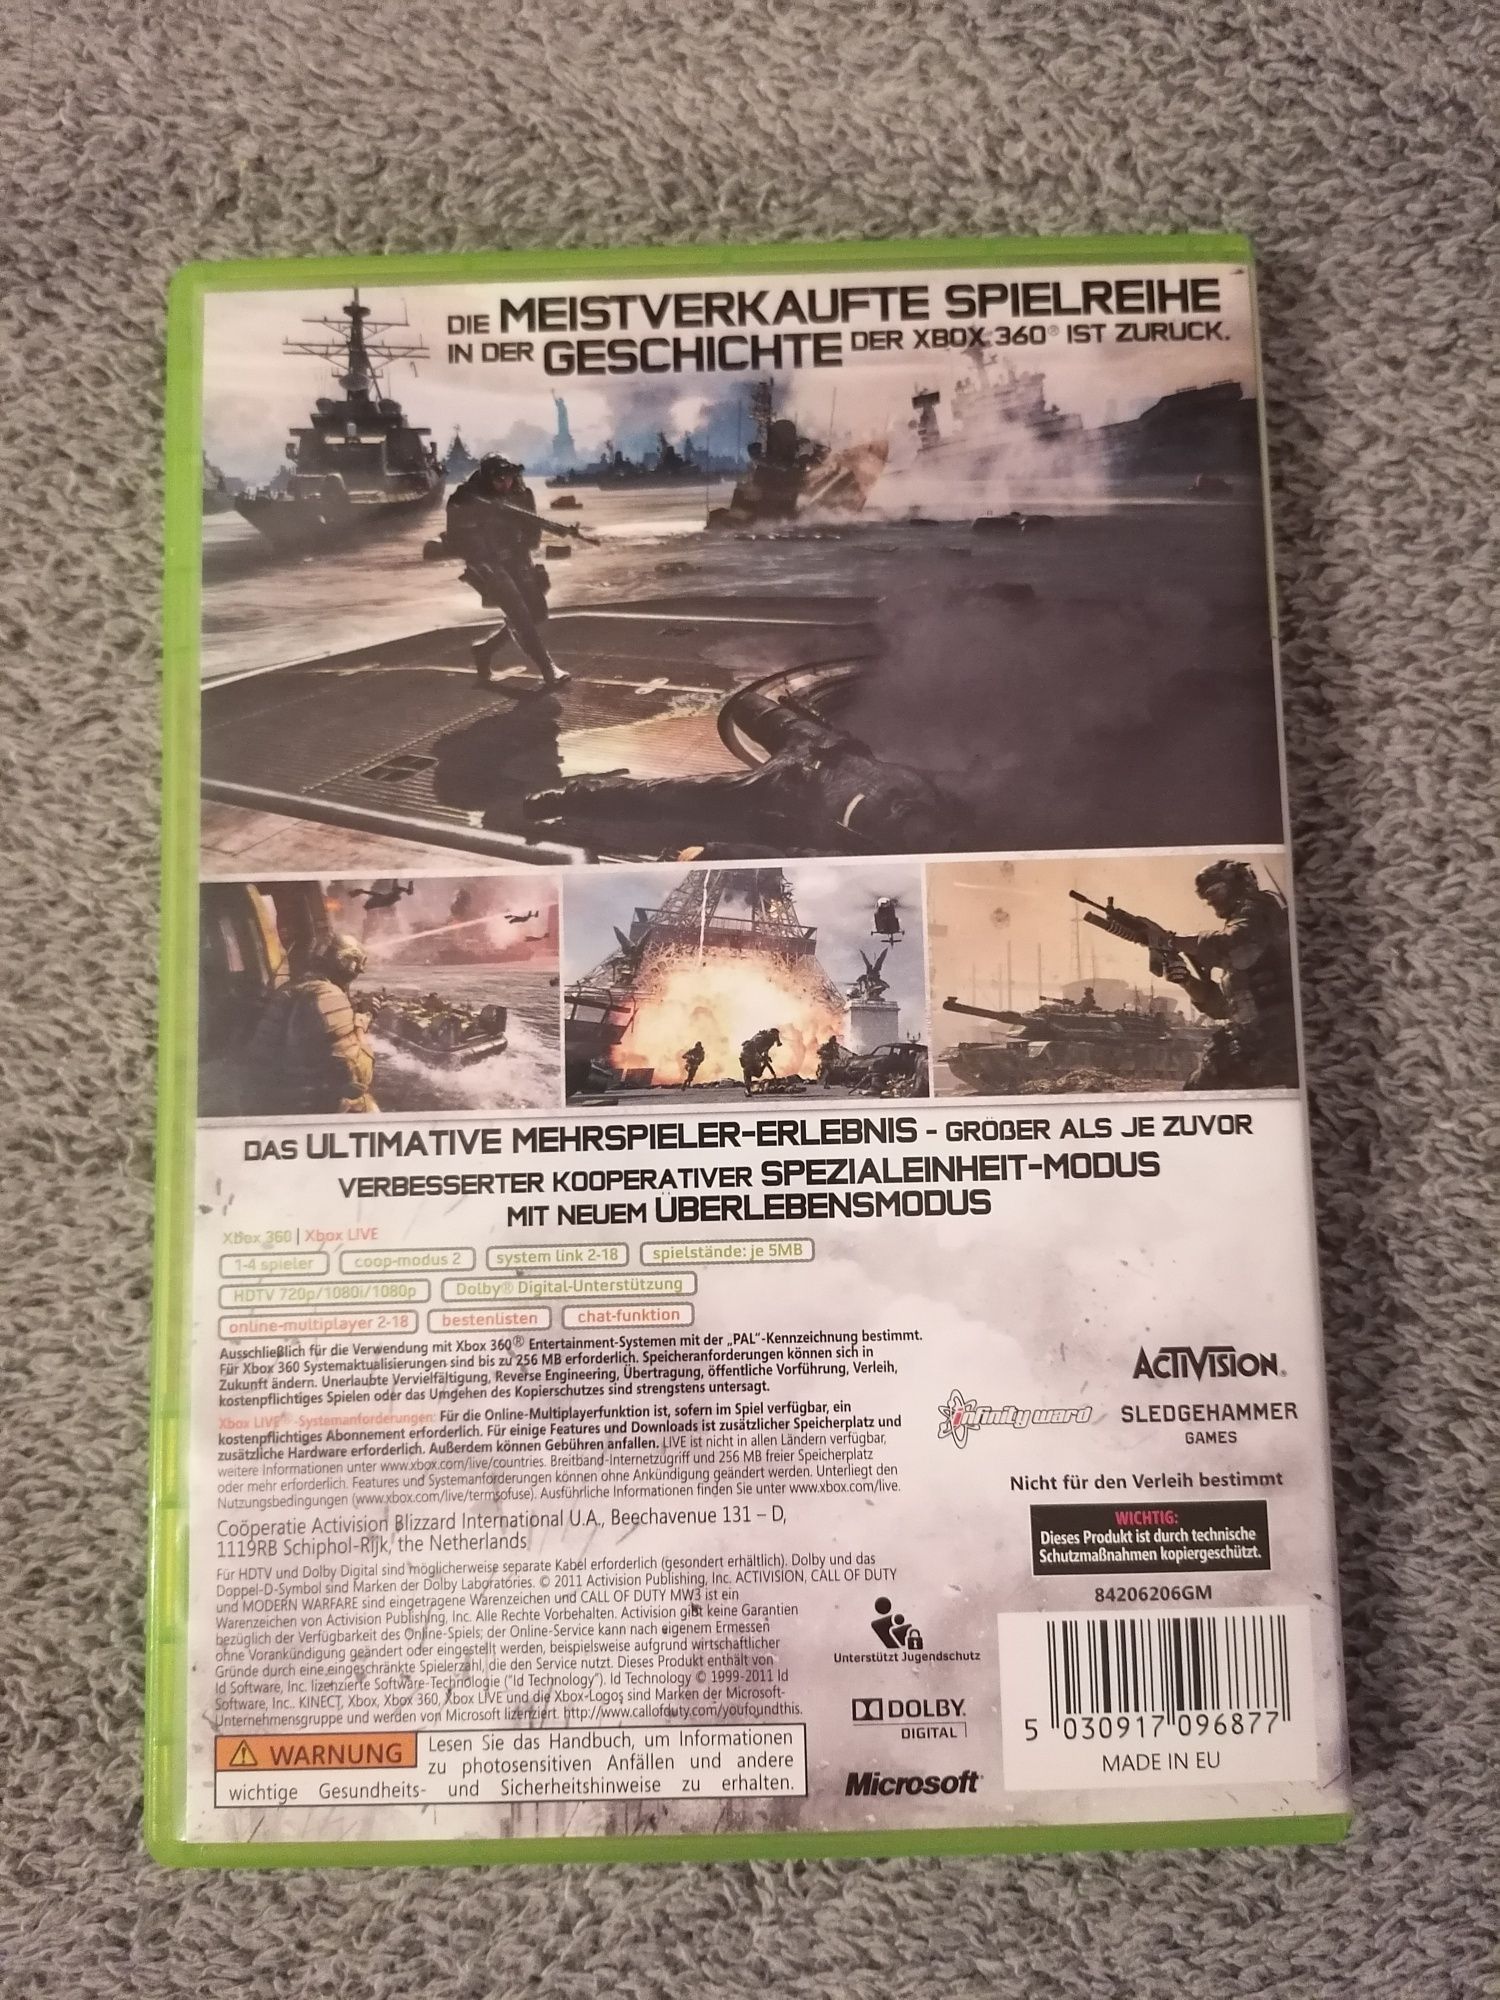 DIE MEISTVERKAUFTE SPIELREIHE
IN DER GESCHICHTE DER XBOX 360® IST ZURÜCK.
DAS ULTIMATIVE MEHRSPIELER-ERLEBNIS - GRÖßER ALS JE ZUVOR
VERBESSERTER KOOPERATIVER SPEZIALEINHEIT-MODUS
MIT NEUEM ÜBERLEBENSMODUS
Xbox 360 | Xbox LIVE
1-4 spieler
coop-modus 2
system link 2-18
spielstände: je 5MB
HDTV 720p/1080i/1080p
Dolby® Digital-Unterstützung
online-multiplayer 2-18
bestenlisten
chat-funktion
Ausschließlich für die Verwendung mit Xbox 360® Entertainment-Systemen mit der „PAL“-Kennzeichnung bestimmt.
Für Xbox 360 Systemaktualisierungen sind bis zu 256 MB erforderlich. Speicheranforderungen können sich in
Zukunft ändern. Unerlaubte Vervielfältigung, Reverse Engineering, Übertragung, öffentliche Vorführung, Verleih,
kostenpflichtiges Spielen oder das Umgehen des Kopierschutzes sind strengstens untersagt.
Xbox LIVE®-Systemanforderungen: Für die Online-Multiplayerfunktion ist, sofern im Spiel verfügbar, ein
kostenpflichtiges Abonnement erforderlich. Für einige Features und Downloads ist zusätzlicher Speicherplatz und
zusätzliche Hardware erforderlich. Außerdem können Gebühren anfallen. LIVE ist nicht in allen Ländern verfügbar,
weitere Informationen unter www.xbox.com/live/countries. Breitband-Internetzugriff und 256 MB freier Speicherplatz
oder mehr erforderlich. Features und Systemanforderungen können ohne Ankündigung geändert werden. Unterliegt den
Nutzungsbedingungen (www.xbox.com/live/termsofuse). Ausführliche Informationen finden Sie unter www.xbox.com/live.
Coöperatie Activision Blizzard International U.A., Beechavenue 131 – D,
1119RB Schiphol-Rijk, the Netherlands
Für HDTV und Dolby Digital sind möglicherweise separate Kabel erforderlich (gesondert erhältlich). Dolby und das
Doppel-D-Symbol sind Marken der Dolby Laboratories. © 2011 Activision Publishing, Inc. ACTIVISION, CALL OF DUTY
und MODERN WARFARE sind eingetragene Warenzeichen und CALL OF DUTY MW3 ist ein
Warenzeichen von Activision Publishing, Inc. Alle Rechte Vorbehalten. Activision gibt keine Garantien
bezüglich der Verfügbarkeit des Online-Spiels; der Online-Service kann nach eigenem Ermessen
ohne Vorankündigung geändert oder eingestellt werden, beispielsweise aufgrund wirtschaftlicher
Gründe durch eine eingeschränkte Spielerzahl, die den Service nutzt. Dieses Produkt enthält von
Id Software, Inc. lizenzierte Software-Technologie ("Id Technology"). Id Technology © 1999-2011 Id
Software, Inc.. KINECT, Xbox, Xbox 360, Xbox LIVE und die Xbox-Logos sind Marken der Microsoft-
Unternehmensgruppe und werden von Microsoft lizenziert. http://www.callofduty.com/youfoundthis.
WARNUNG Lesen Sie das Handbuch, um Informationen
zu photosensitiven Anfällen und andere
wichtige Gesundheits- und Sicherheitshinweise zu erhalten.
ACTIVISION.
infinity ward
SLEDGEHAMMER
GAMES
Nicht für den Verleih bestimmt
WICHTIG:
Dieses Produkt ist durch technische
Schutzmaßnahmen kopiergeschützt.
84206206GM
Unterstützt Jugendschutz
DOLBY.
DIGITAL
Microsoft
5 030917 096877
MADE IN EU